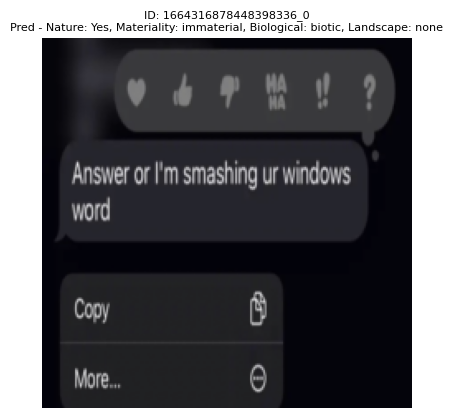 ID: 1664316878448398336_0
Pred - Nature: Yes, Materiality: immaterial, Biological: biotic, Landscape: none
HA
HA
!!
?
Answer or I'm smashing ur windows
word
Copy
More...